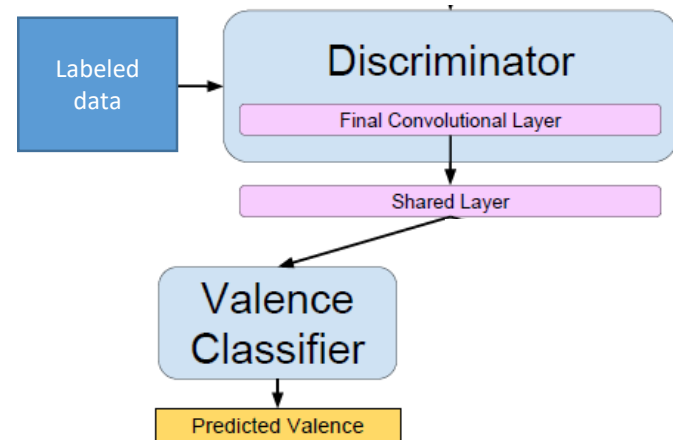 Labeled
data
Discriminator
Final Convolutional Layer
Shared Layer
Valence
Classifier
Predicted Valence